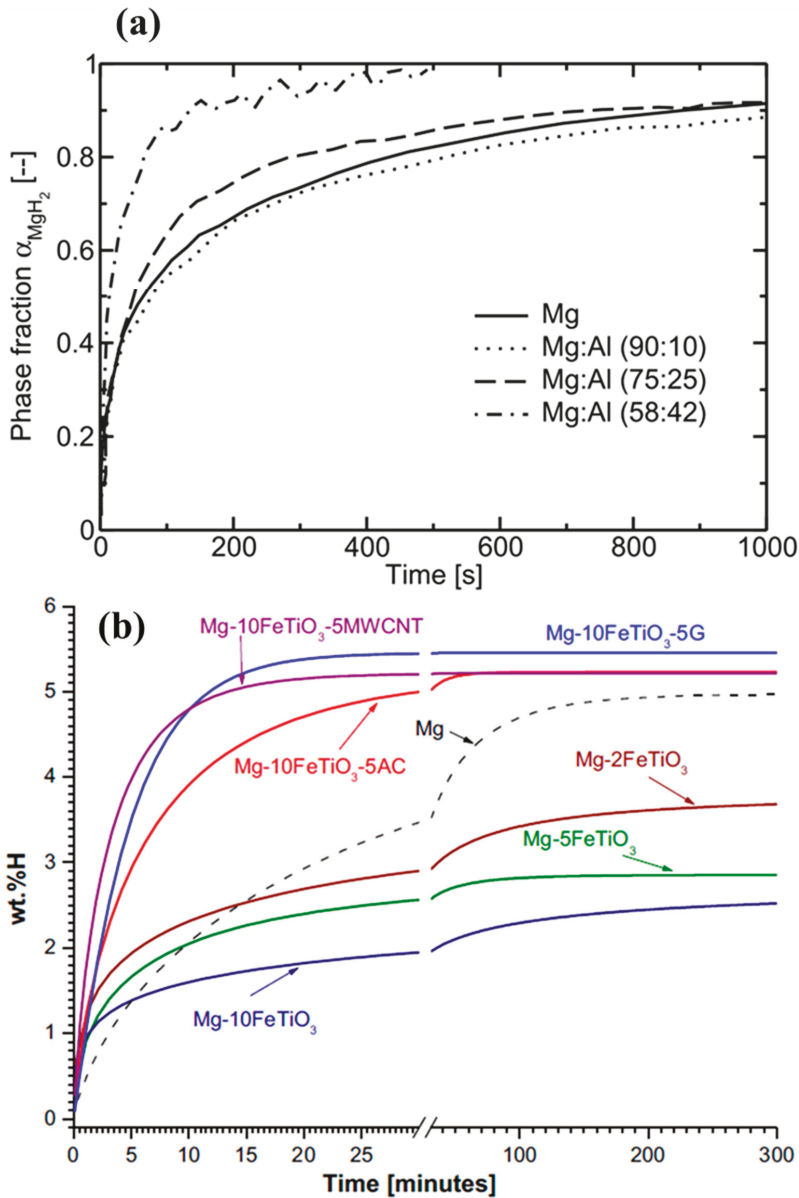 (a)
1
0.8
0.6
0.4
0.2
0
Phase fraction α_MgH₂ [--]
Mg
Mg:Al (90:10)
Mg:Al (75:25)
Mg:Al (58:42)
0 200 400 600 800 1000
Time [s]
(b)
6
5
4
3
2
1
0
wt.%H
Mg-10FeTiO₃-5MWCNT
Mg-10FeTiO₃-5G
Mg-10FeTiO₃-5AC
Mg
Mg-2FeTiO₃
Mg-5FeTiO₃
Mg-10FeTiO₃
0 5 10 15 20 25 100 200 300
Time [minutes]